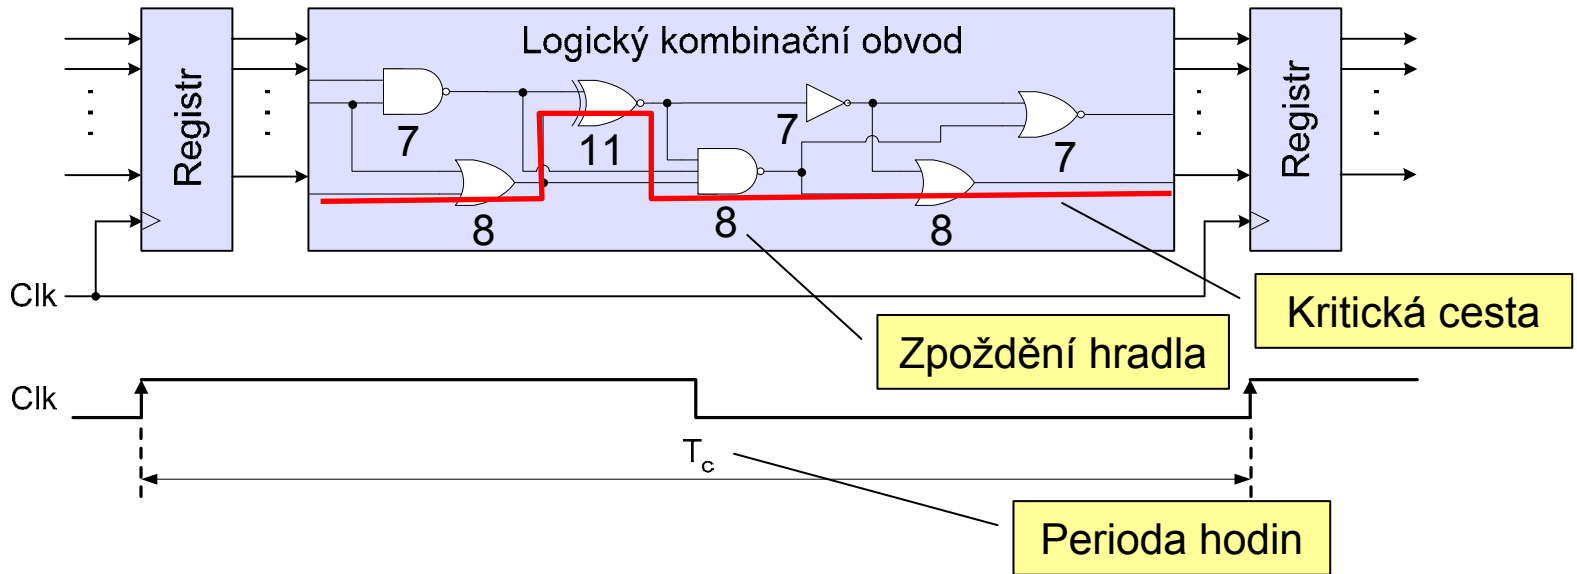 Logický kombinační obvod
Registr
Registr
7
11
7
7
8
8
8
Clk
Kritická cesta
Zpoždění hradla
Clk
Tc
Perioda hodin